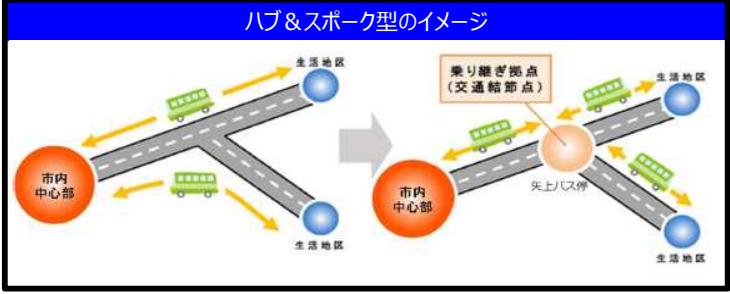 ハブ＆スポーク型のイメージ
生活地区
市内
中心部
生活地区
乗り継ぎ拠点
（交通結節点）
生活地区
市内
中心部
矢上バス停
生活地区